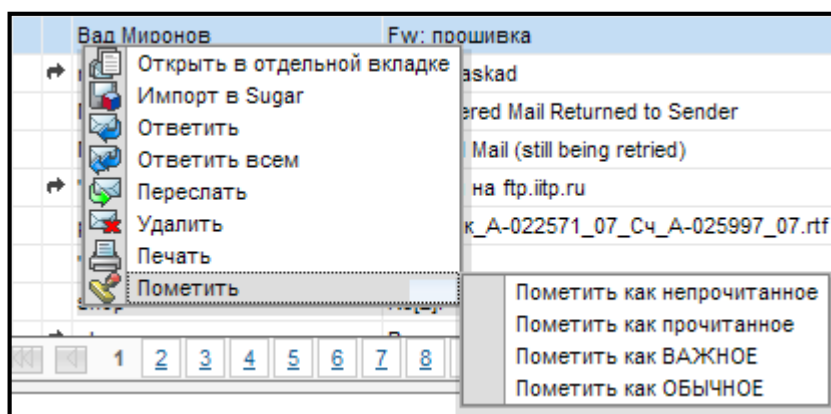 Вад Миронов Fw: прошивка
Открыть в отдельной вкладке
Импорт в Sugar
Mail Returned to Sender
Ответить
Ответить всем
Mail (still being retried)
Переслать
на ftp.iitp.ru
Удалить
к_А-022571_07_Сч_А-025997_07.rtf
Печать
Пометить
Пометить как непрочитанное
Пометить как прочитанное
Пометить как ВАЖНОЕ
Пометить как ОБЫЧНОЕ
1 2 3 4 5 6 7 8